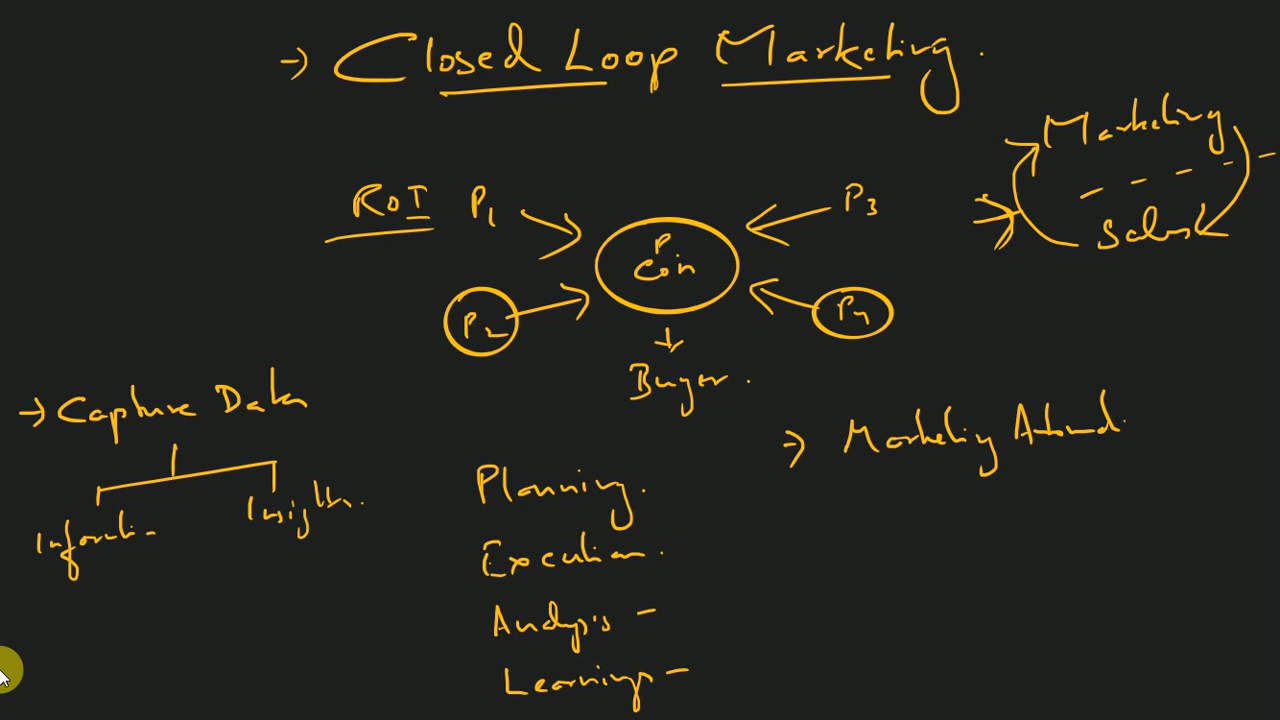 → Closed Loop Marketing.
Marketing
Sales
ROI
P1
P3
P
Con
P2
P4
Buyer.
→ Capture Data
Insights.
→ Marketing
Planning.
Execution.
Analysis -
Learnings -